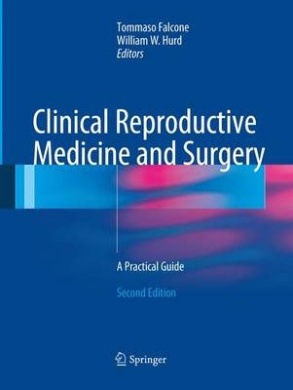 Tommaso Falcone
William W. Hurd
Editors
Clinical Reproductive
Medicine and Surgery
A Practical Guide
Second Edition
Springer